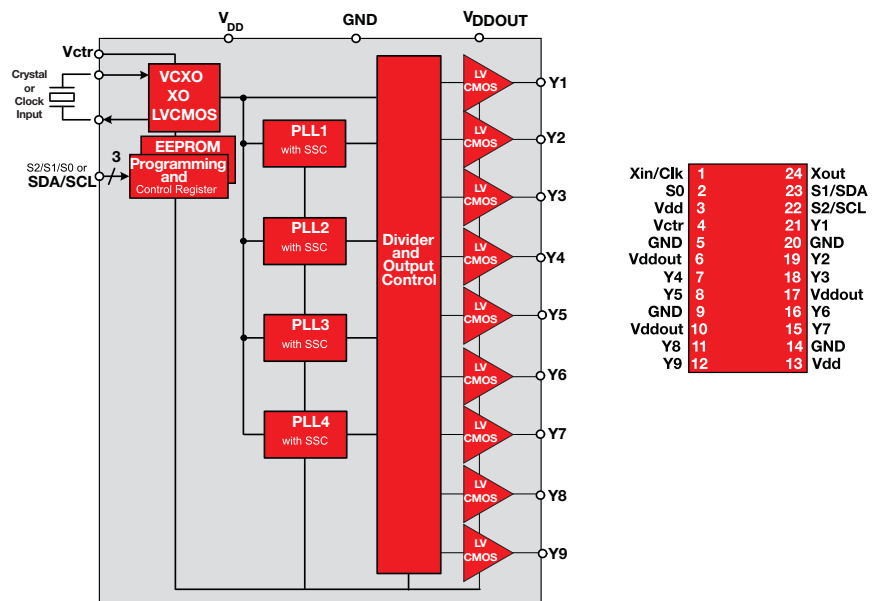 VDD
GND
VDDOUT
Vctr
Crystal
or
Clock
Input
VCXO
XO
LVCMOS
EEPROM
Programming
and
Control Register
3
S2/S1/S0 or
SDA/SCL
PLL1
with SSC
PLL2
with SSC
PLL3
with SSC
PLL4
with SSC
Divider
and
Output
Control
LV
CMOS
Y1
LV
CMOS
Y2
LV
CMOS
Y3
LV
CMOS
Y4
LV
CMOS
Y5
LV
CMOS
Y6
LV
CMOS
Y7
LV
CMOS
Y8
LV
CMOS
Y9
Xin/Clk 1 24 Xout
S0 2 23 S1/SDA
Vdd 3 22 S2/SCL
Vctr 4 21 Y1
GND 5 20 GND
Vddout 6 19 Y2
Y4 7 18 Y3
Y5 8 17 Vddout
GND 9 16 Y6
Vddout 10 15 Y7
Y8 11 14 GND
Y9 12 13 Vdd